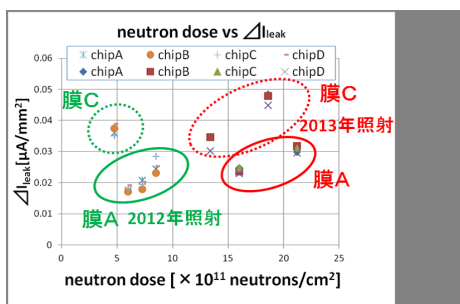 neutron dose vs ⊿Ileak
chipA chipB chipC chipD
chipA chipB chipC chipD
⊿Ileak[μA/mm²]
0.06
0.05
0.04
0.03
0.02
0.01
0
膜C
膜C
2013年照射
膜A
膜A 2012年照射
0 5 10 15 20 25
neutron dose [×10¹¹ neutrons/cm²]